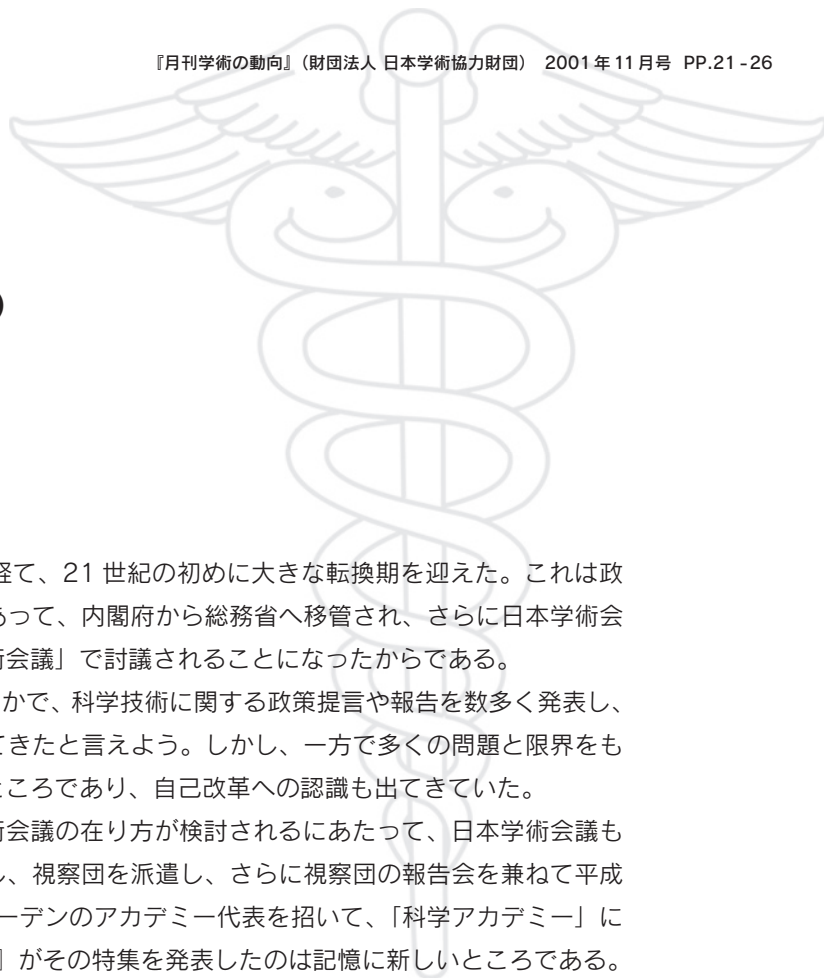 『月刊学術の動向』（財団法人 日本学術協力財団） 2001年11月号 PP.21-26
経て、21 世紀の初めに大きな転換期を迎えた。これは政
あって、内閣府から総務省へ移管され、さらに日本学術会
術会議」で討議されることになったからである。
かで、科学技術に関する政策提言や報告を数多く発表し、
てきたと言えよう。しかし、一方で多くの問題と限界をも
ところであり、自己改革への認識も出てきていた。
術会議の在り方が検討されるにあたって、日本学術会議も
し、視察団を派遣し、さらに視察団の報告会を兼ねて平成
ーデンのアカデミー代表を招いて、「科学アカデミー」に
』がその特集を発表したのは記憶に新しいところである。